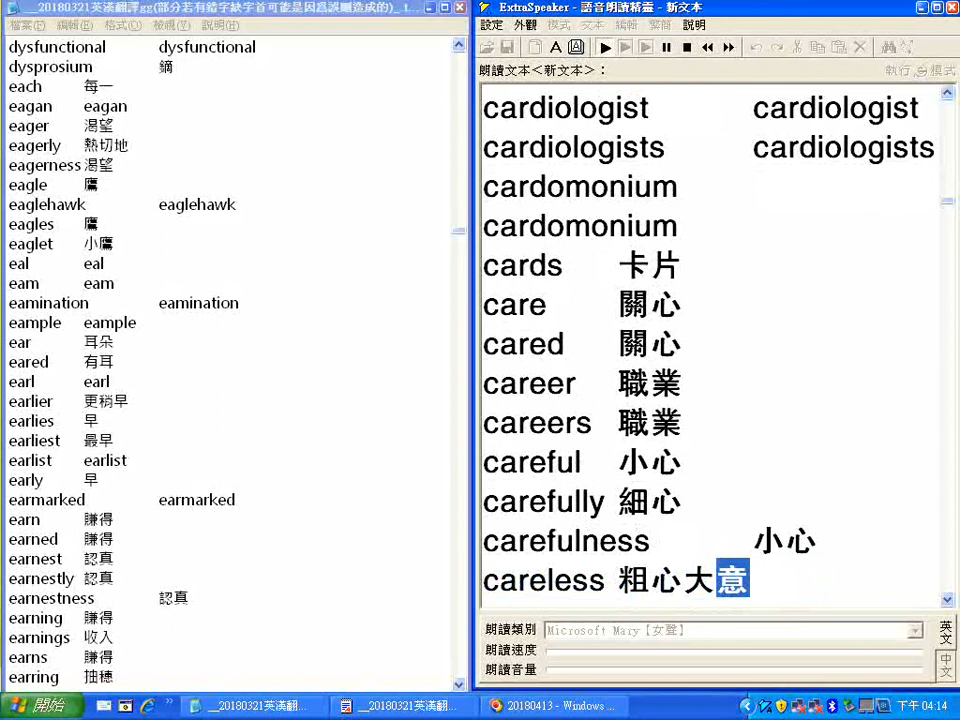 __20180321英漢翻譯gg(部分若有錯字缺字首可能是因爲誤刪造成的)_ t
檔案(F) 編輯(E) 格式(O) 檢視(V) 說明(H)
dysfunctional dysfunctional
dysprosium 鏑
each 每一
eagan eagan
eager 渴望
eagerly 熱切地
eagerness 渴望
eagle 鷹
eaglehawk eaglehawk
eagles 鷹
eaglet 小鷹
eal eal
eam eam
eamination eamination
eample eample
ear 耳朵
eared 有耳
earl earl
earlier 更稍早
earlies 早
earliest 最早
earlist earlist
early 早
earmarked earmarked
earn 賺得
earned 賺得
earnest 認真
earnestly 認真
earnestness 認真
earning 賺得
earnings 收入
earns 賺得
earring 抽穗
ExtraSpeaker - 語音朗讀精靈 - 新文本
設定 外觀 模式 文本 編輯 繁簡 說明
朗讀文本<新文本>： 執行 模式
cardiologist cardiologist
cardiologists cardiologists
cardomonium
cardomonium
cards 卡片
care 關心
cared 關心
career 職業
careers 職業
careful 小心
carefully 細心
carefulness 小心
careless 粗心大意
朗讀類別 Microsoft Mary【女聲】
朗讀速度
朗讀音量
英文
中文
開始 __20180321英漢翻... __20180321英漢翻... 20180413 - Windows ... 下午 04:14